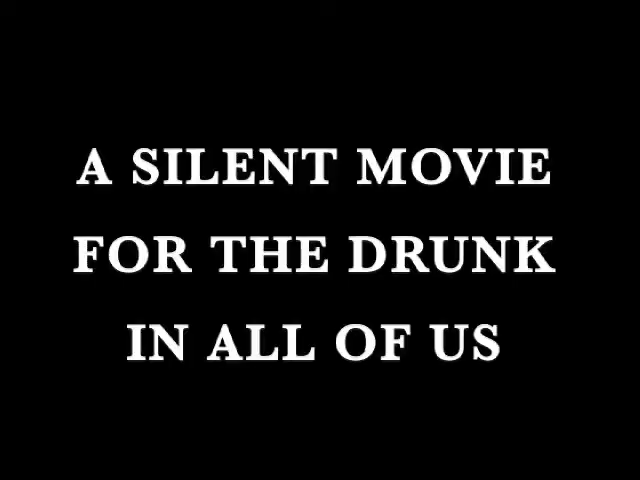 A SILENT MOVIE
FOR THE DRUNK
IN ALL OF US